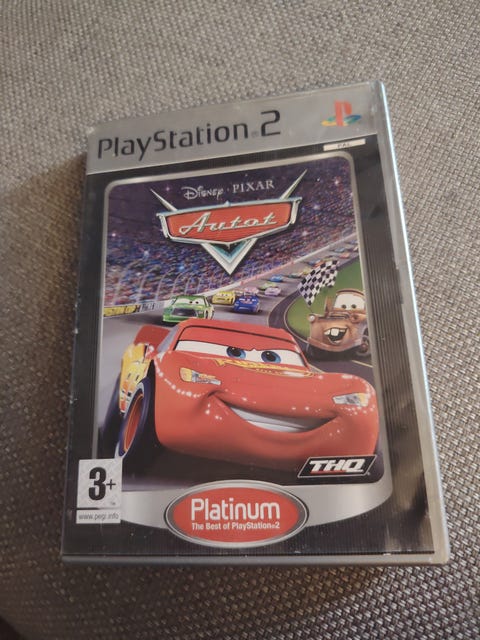 PlayStation 2
PAL
Disney • PIXAR
Autot
THQ
3+
www.pegi.info
Platinum
The Best of PlayStation 2